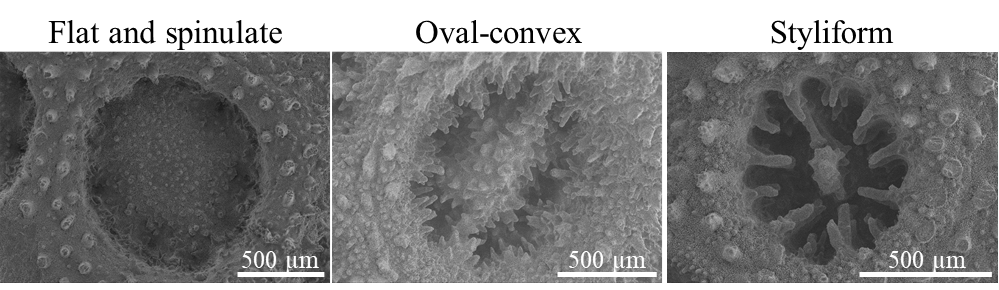 Flat and spinulate
Oval-convex
Styliform
500 µm
500 µm
500 µm